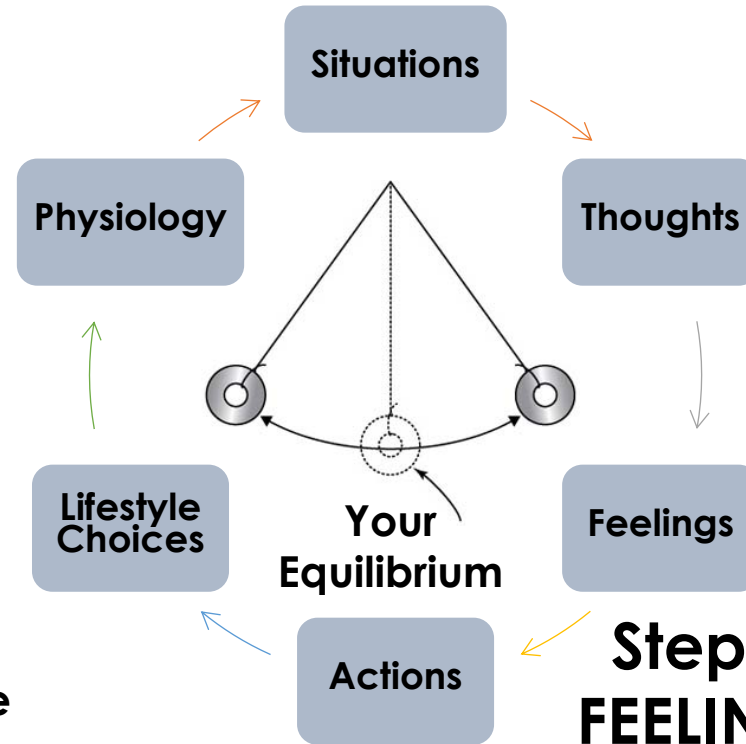 Situations
Physiology
Thoughts
Lifestyle
Choices
Your
Equilibrium
Feelings
Actions
Step